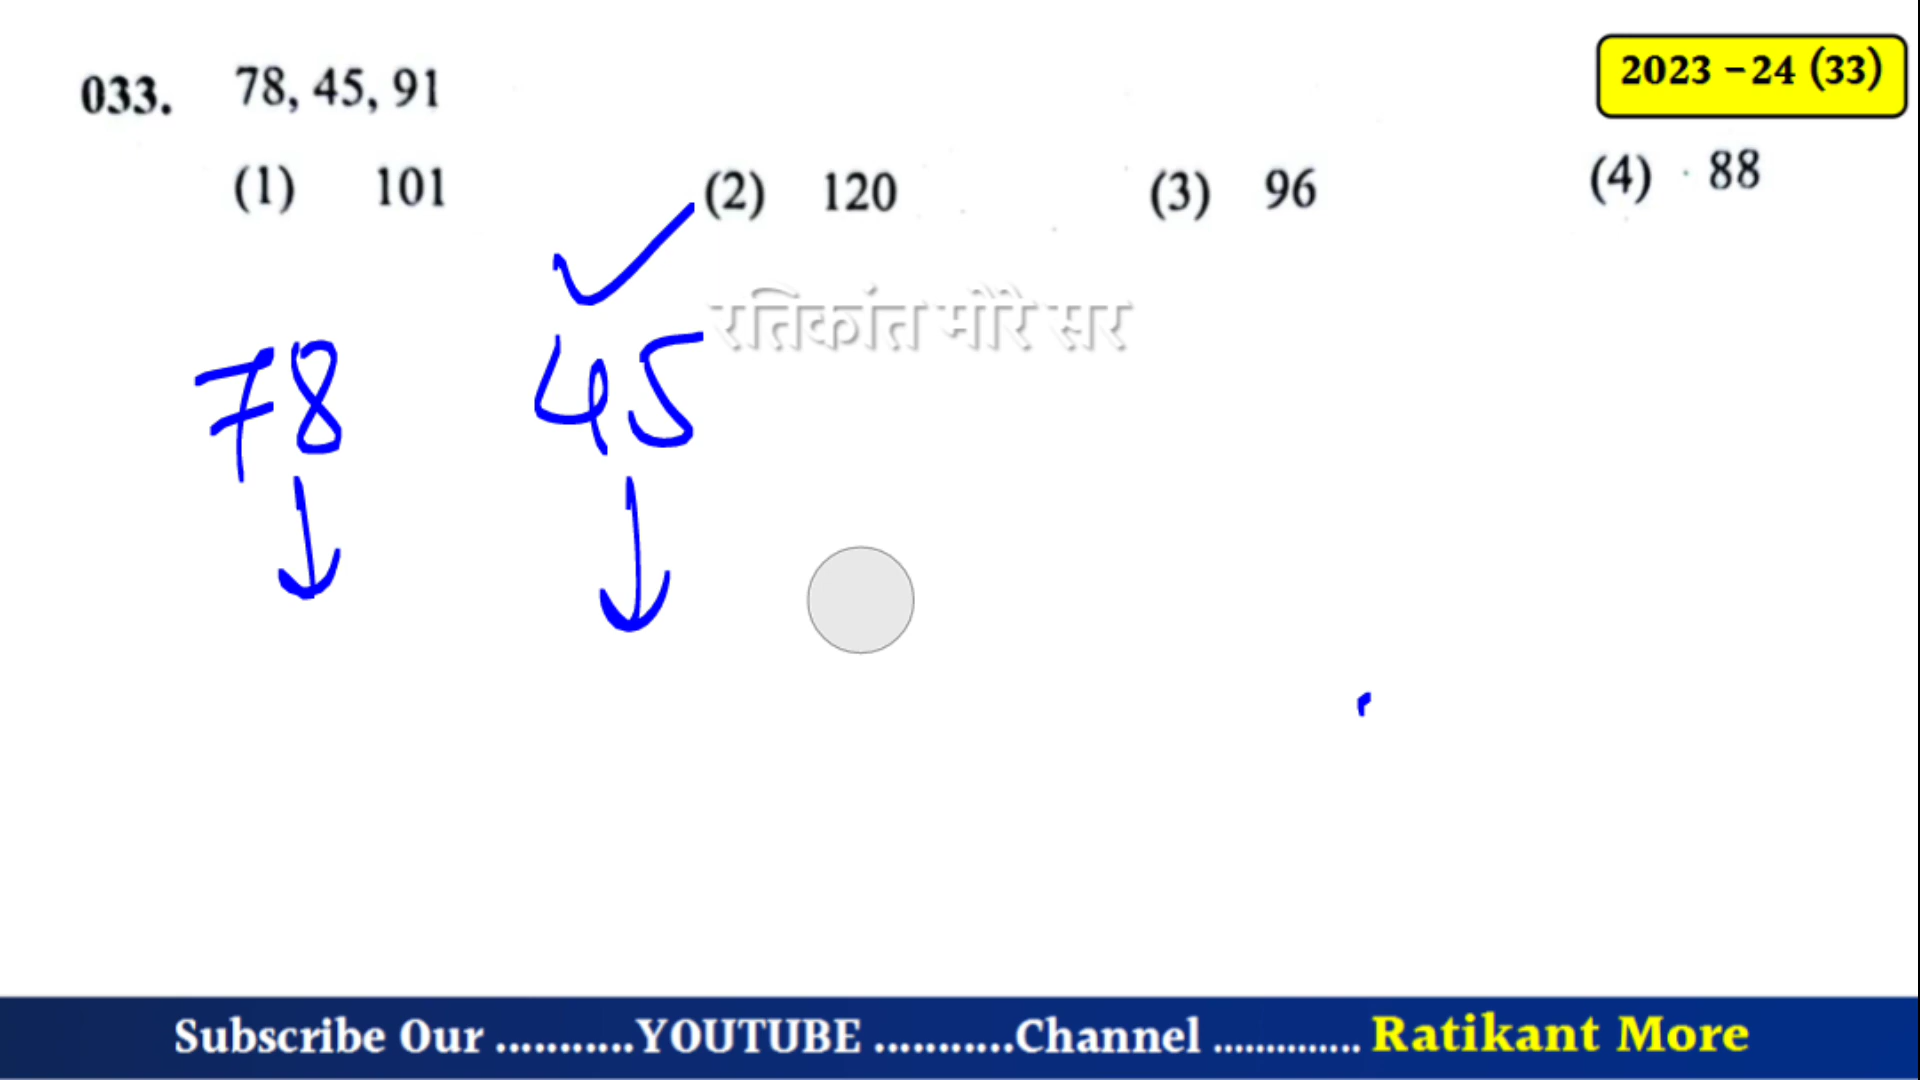 033. 78, 45, 91
2023 – 24 (33)
(1) 101 (2) 120 (3) 96 (4) 88
रतिकांत मोरे सर
78 45
Subscribe Our ...........YOUTUBE ...........Channel .............. Ratikant More